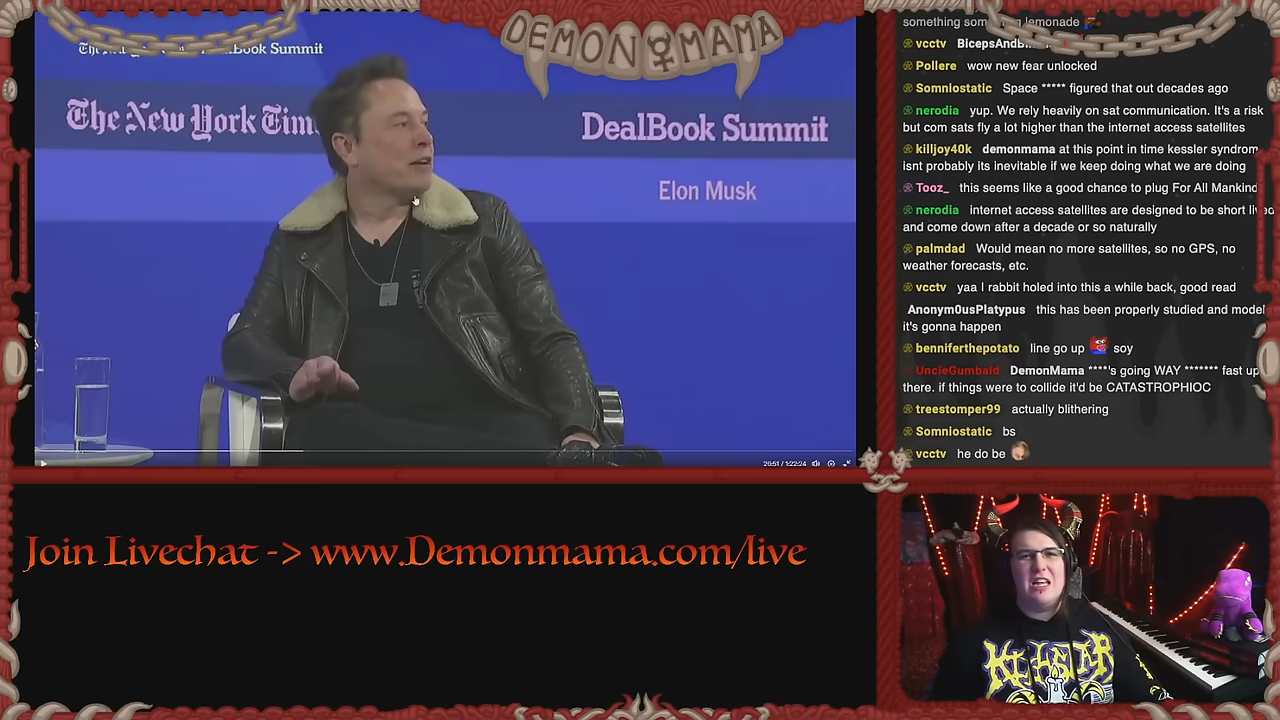 DealBook Summit
The New York Times
DealBook Summit
Elon Musk
20:51 / 1:22:24
DEMON MAMA
something lemonade
vcctv
Pollere wow new fear unlocked
Somniostatic Space ***** figured that out decades ago
nerodia yup. We rely heavily on sat communication. It's a risk
but com sats fly a lot higher than the internet access satellites
killjoy40k demonmama at this point in time kessler syndrom
isnt probably its inevitable if we keep doing what we are doing
Tooz_ this seems like a good chance to plug For All Mankind
nerodia internet access satellites are designed to be short lived
and come down after a decade or so naturally
palmdad Would mean no more satellites, so no GPS, no
weather forecasts, etc.
vcctv yaa I rabbit holed into this a while back, good read
Anonym0usPlatypus this has been properly studied and model
it's gonna happen
benniferthepotato line go up soy
UncleGumbald DemonMama ****'s going WAY ******* fast up
there. if things were to collide it'd be CATASTROPHIOC
treestomper99 actually blithering
Somniostatic bs
vcctv he do be
Join Livechat -> www.Demonmama.com/live
KILLSTAR